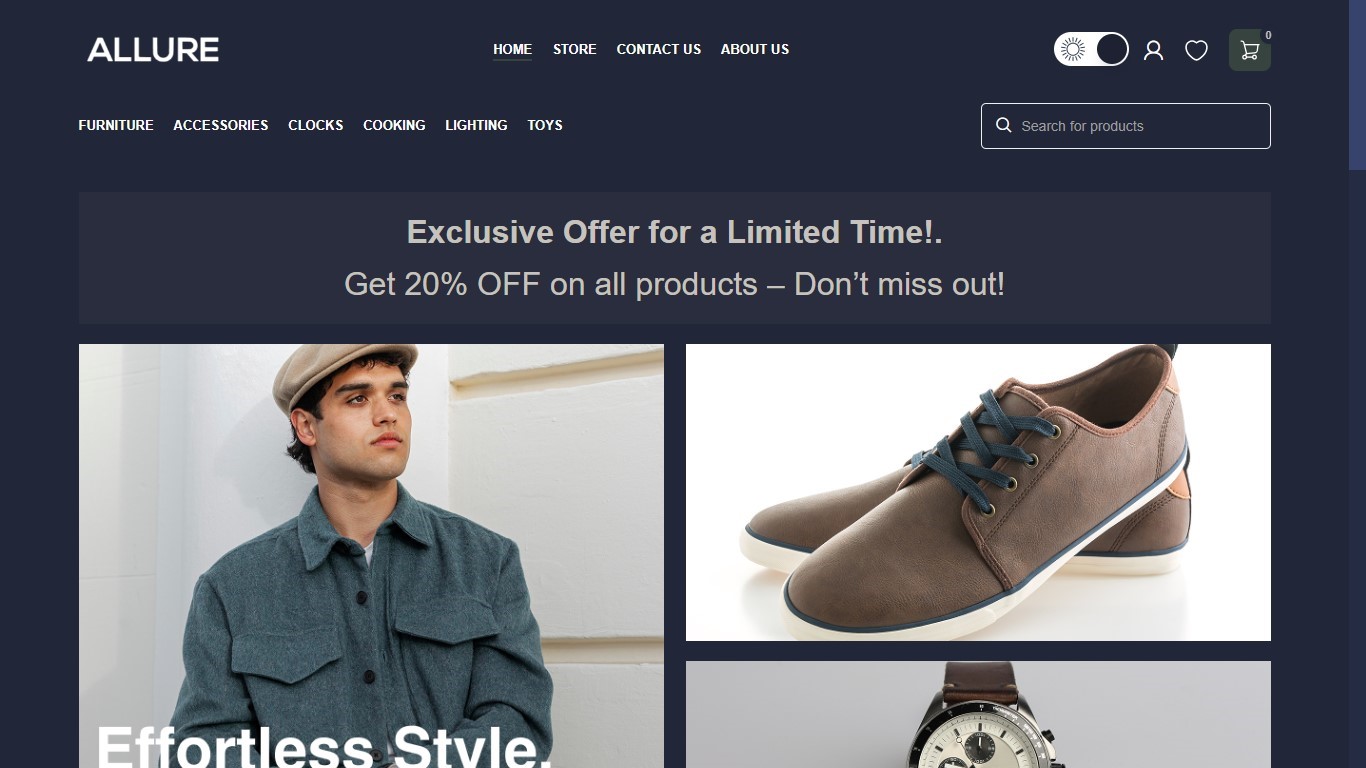 ALLURE
HOME STORE CONTACT US ABOUT US
0
FURNITURE ACCESSORIES CLOCKS COOKING LIGHTING TOYS
Search for products
Exclusive Offer for a Limited Time!.
Get 20% OFF on all products – Don’t miss out!
Effortless Style.